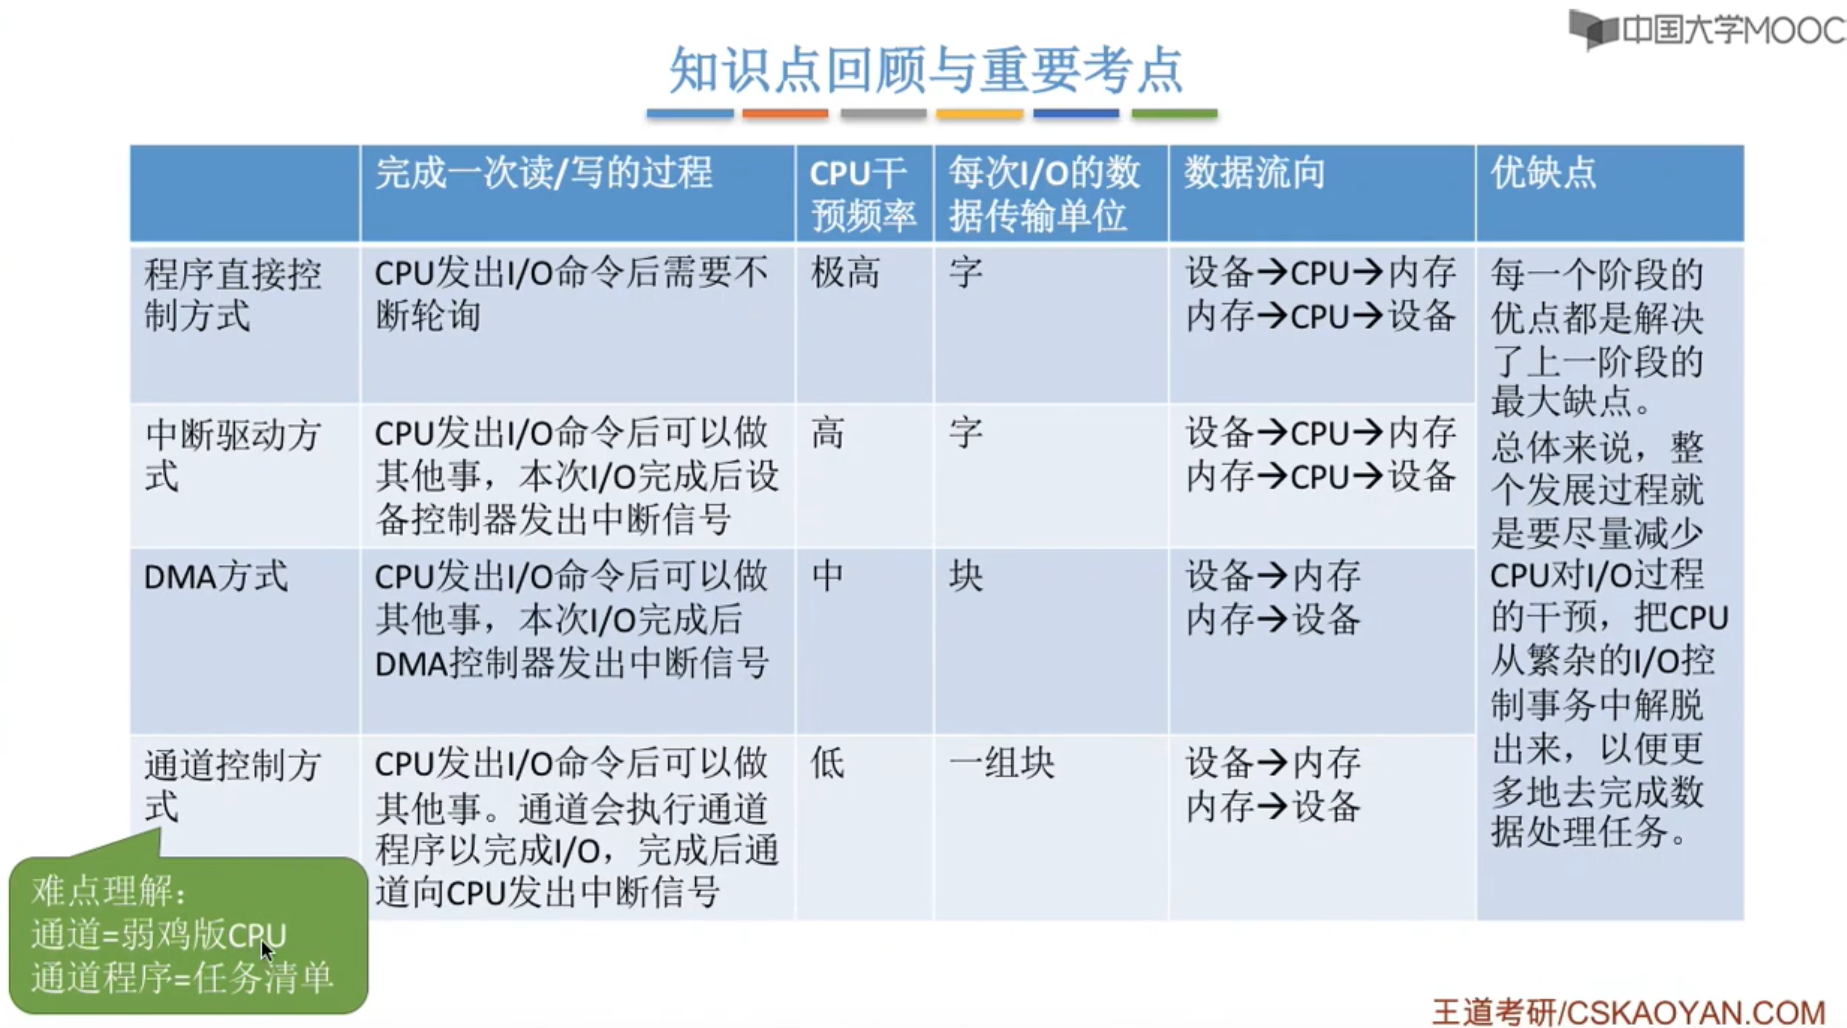 中国大学MOOC
知识点回顾与重要考点
完成一次读/写的过程
CPU干
预频率
每次I/O的数
据传输单位
数据流向
优缺点
程序直接控
制方式
CPU发出I/O命令后需要不
断轮询
极高
字
设备→CPU→内存
内存→CPU→设备
中断驱动方
式
CPU发出I/O命令后可以做
其他事，本次I/O完成后设
备控制器发出中断信号
高
字
设备→CPU→内存
内存→CPU→设备
DMA方式
CPU发出I/O命令后可以做
其他事，本次I/O完成后
DMA控制器发出中断信号
中
块
设备→内存
内存→设备
通道控制方
式
CPU发出I/O命令后可以做
其他事。通道会执行通道
程序以完成I/O，完成后通
道向CPU发出中断信号
低
一组块
设备→内存
内存→设备
每一个阶段的
优点都是解决
了上一阶段的
最大缺点。
总体来说，整
个发展过程就
是要尽量减少
CPU对I/O过程
的干预，把CPU
从繁杂的I/O控
制事务中解脱
出来，以便更
多地去完成数
据处理任务。
难点理解：
通道=弱鸡版CPU
通道程序=任务清单
王道考研/CSKAOYAN.COM